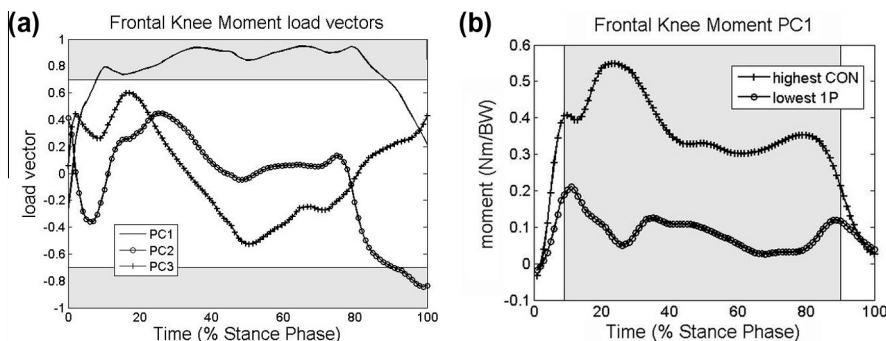 (a)
Frontal Knee Moment load vectors
1
0.8
0.6
0.4
0.2
0
-0.2
-0.4
-0.6
-0.8
-1
load vector
PC1
PC2
PC3
0 20 40 60 80 100
Time (% Stance Phase)
(b)
Frontal Knee Moment PC1
0.6
0.5
0.4
0.3
0.2
0.1
0
-0.1
moment (Nm/BW)
highest CON
lowest 1P
0 20 40 60 80 100
Time (% Stance Phase)